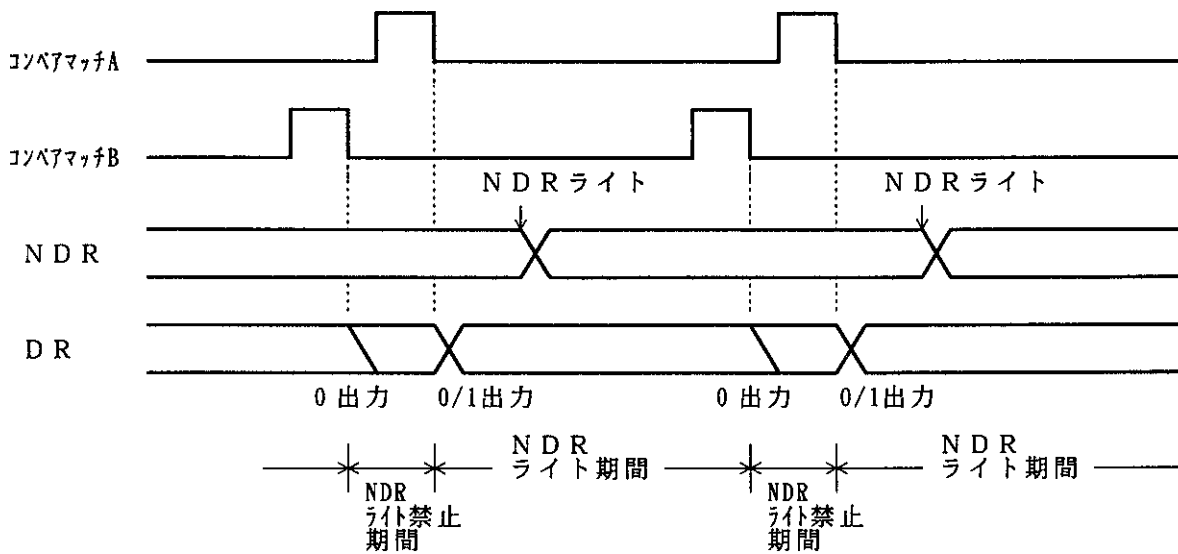 コンペアマッチA
コンペアマッチB
NDRライト NDRライト
NDR
DR
0出力 0/1出力 0出力 0/1出力
NDR NDR
ライト期間 ライト期間
NDR NDR
ライト禁止 ライト禁止
期間 期間